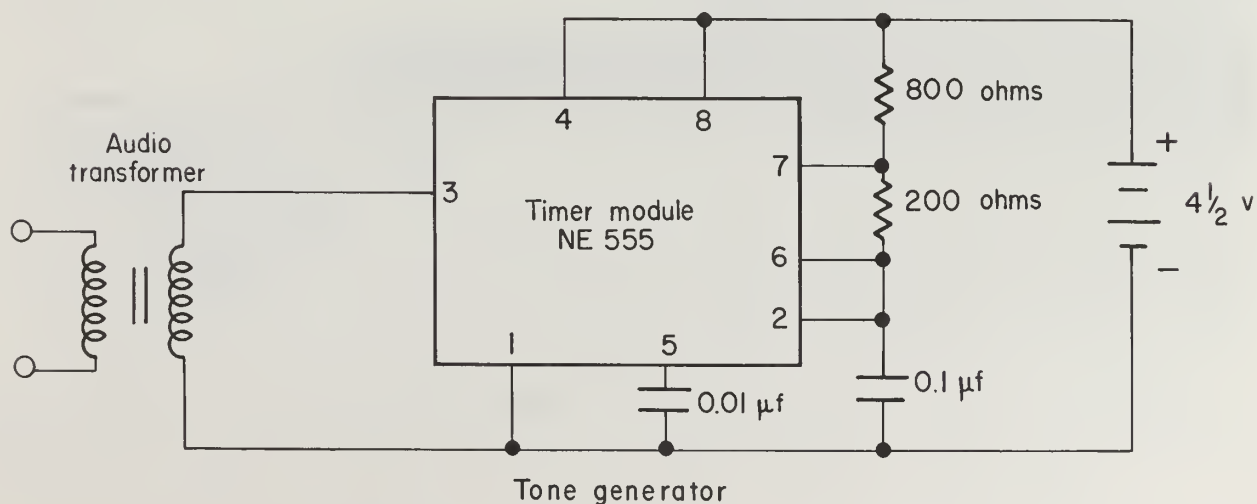 4
8
800 ohms
Audio
transformer
7
+
3
Timer module
NE 555
200 ohms
4½ v
6
−
2
1
5
0.01 μf
0.1 μf
Tone generator